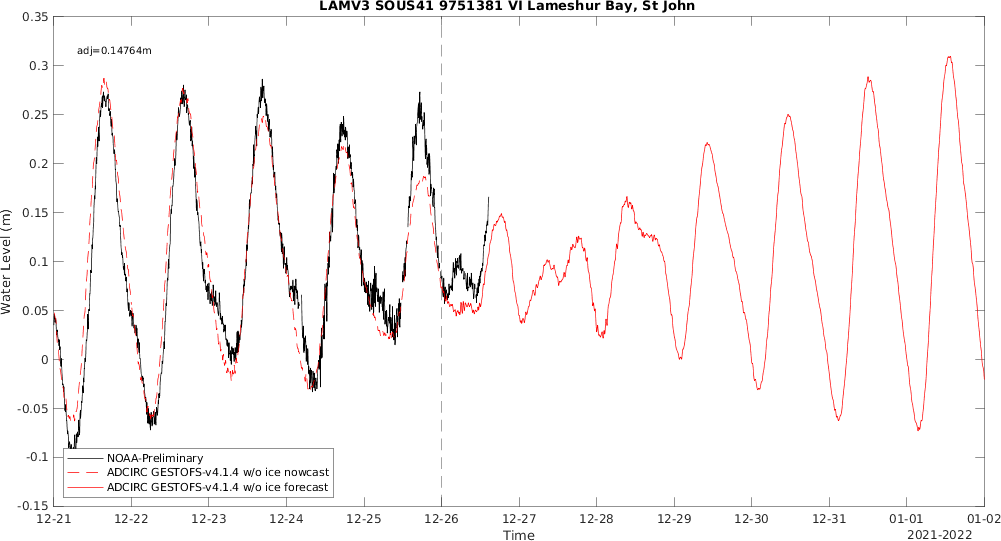 LAMV3 SOUS41 9751381 VI Lameshur Bay, St John
adj=0.14764m
0.35
0.3
0.25
0.2
0.15
0.1
0.05
0
-0.05
-0.1
-0.15
Water Level (m)
NOAA-Preliminary
ADCIRC GESTOFS-v4.1.4 w/o ice nowcast
ADCIRC GESTOFS-v4.1.4 w/o ice forecast
12-21 12-22 12-23 12-24 12-25 12-26 12-27 12-28 12-29 12-30 12-31 01-01 01-02
Time
2021-2022